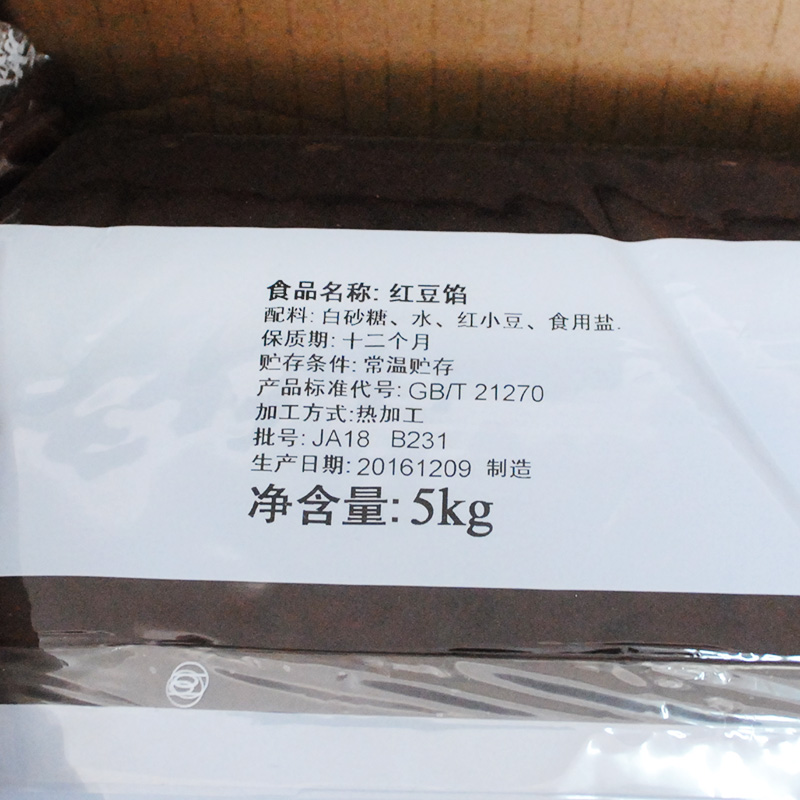 食品名称: 红豆馅
配料: 白砂糖、水、红小豆、食用盐.
保质期: 十二个月
贮存条件: 常温贮存
产品标准代号: GB/T 21270
加工方式:热加工
批号: JA18 B231
生产日期: 20161209 制造
净含量: 5kg